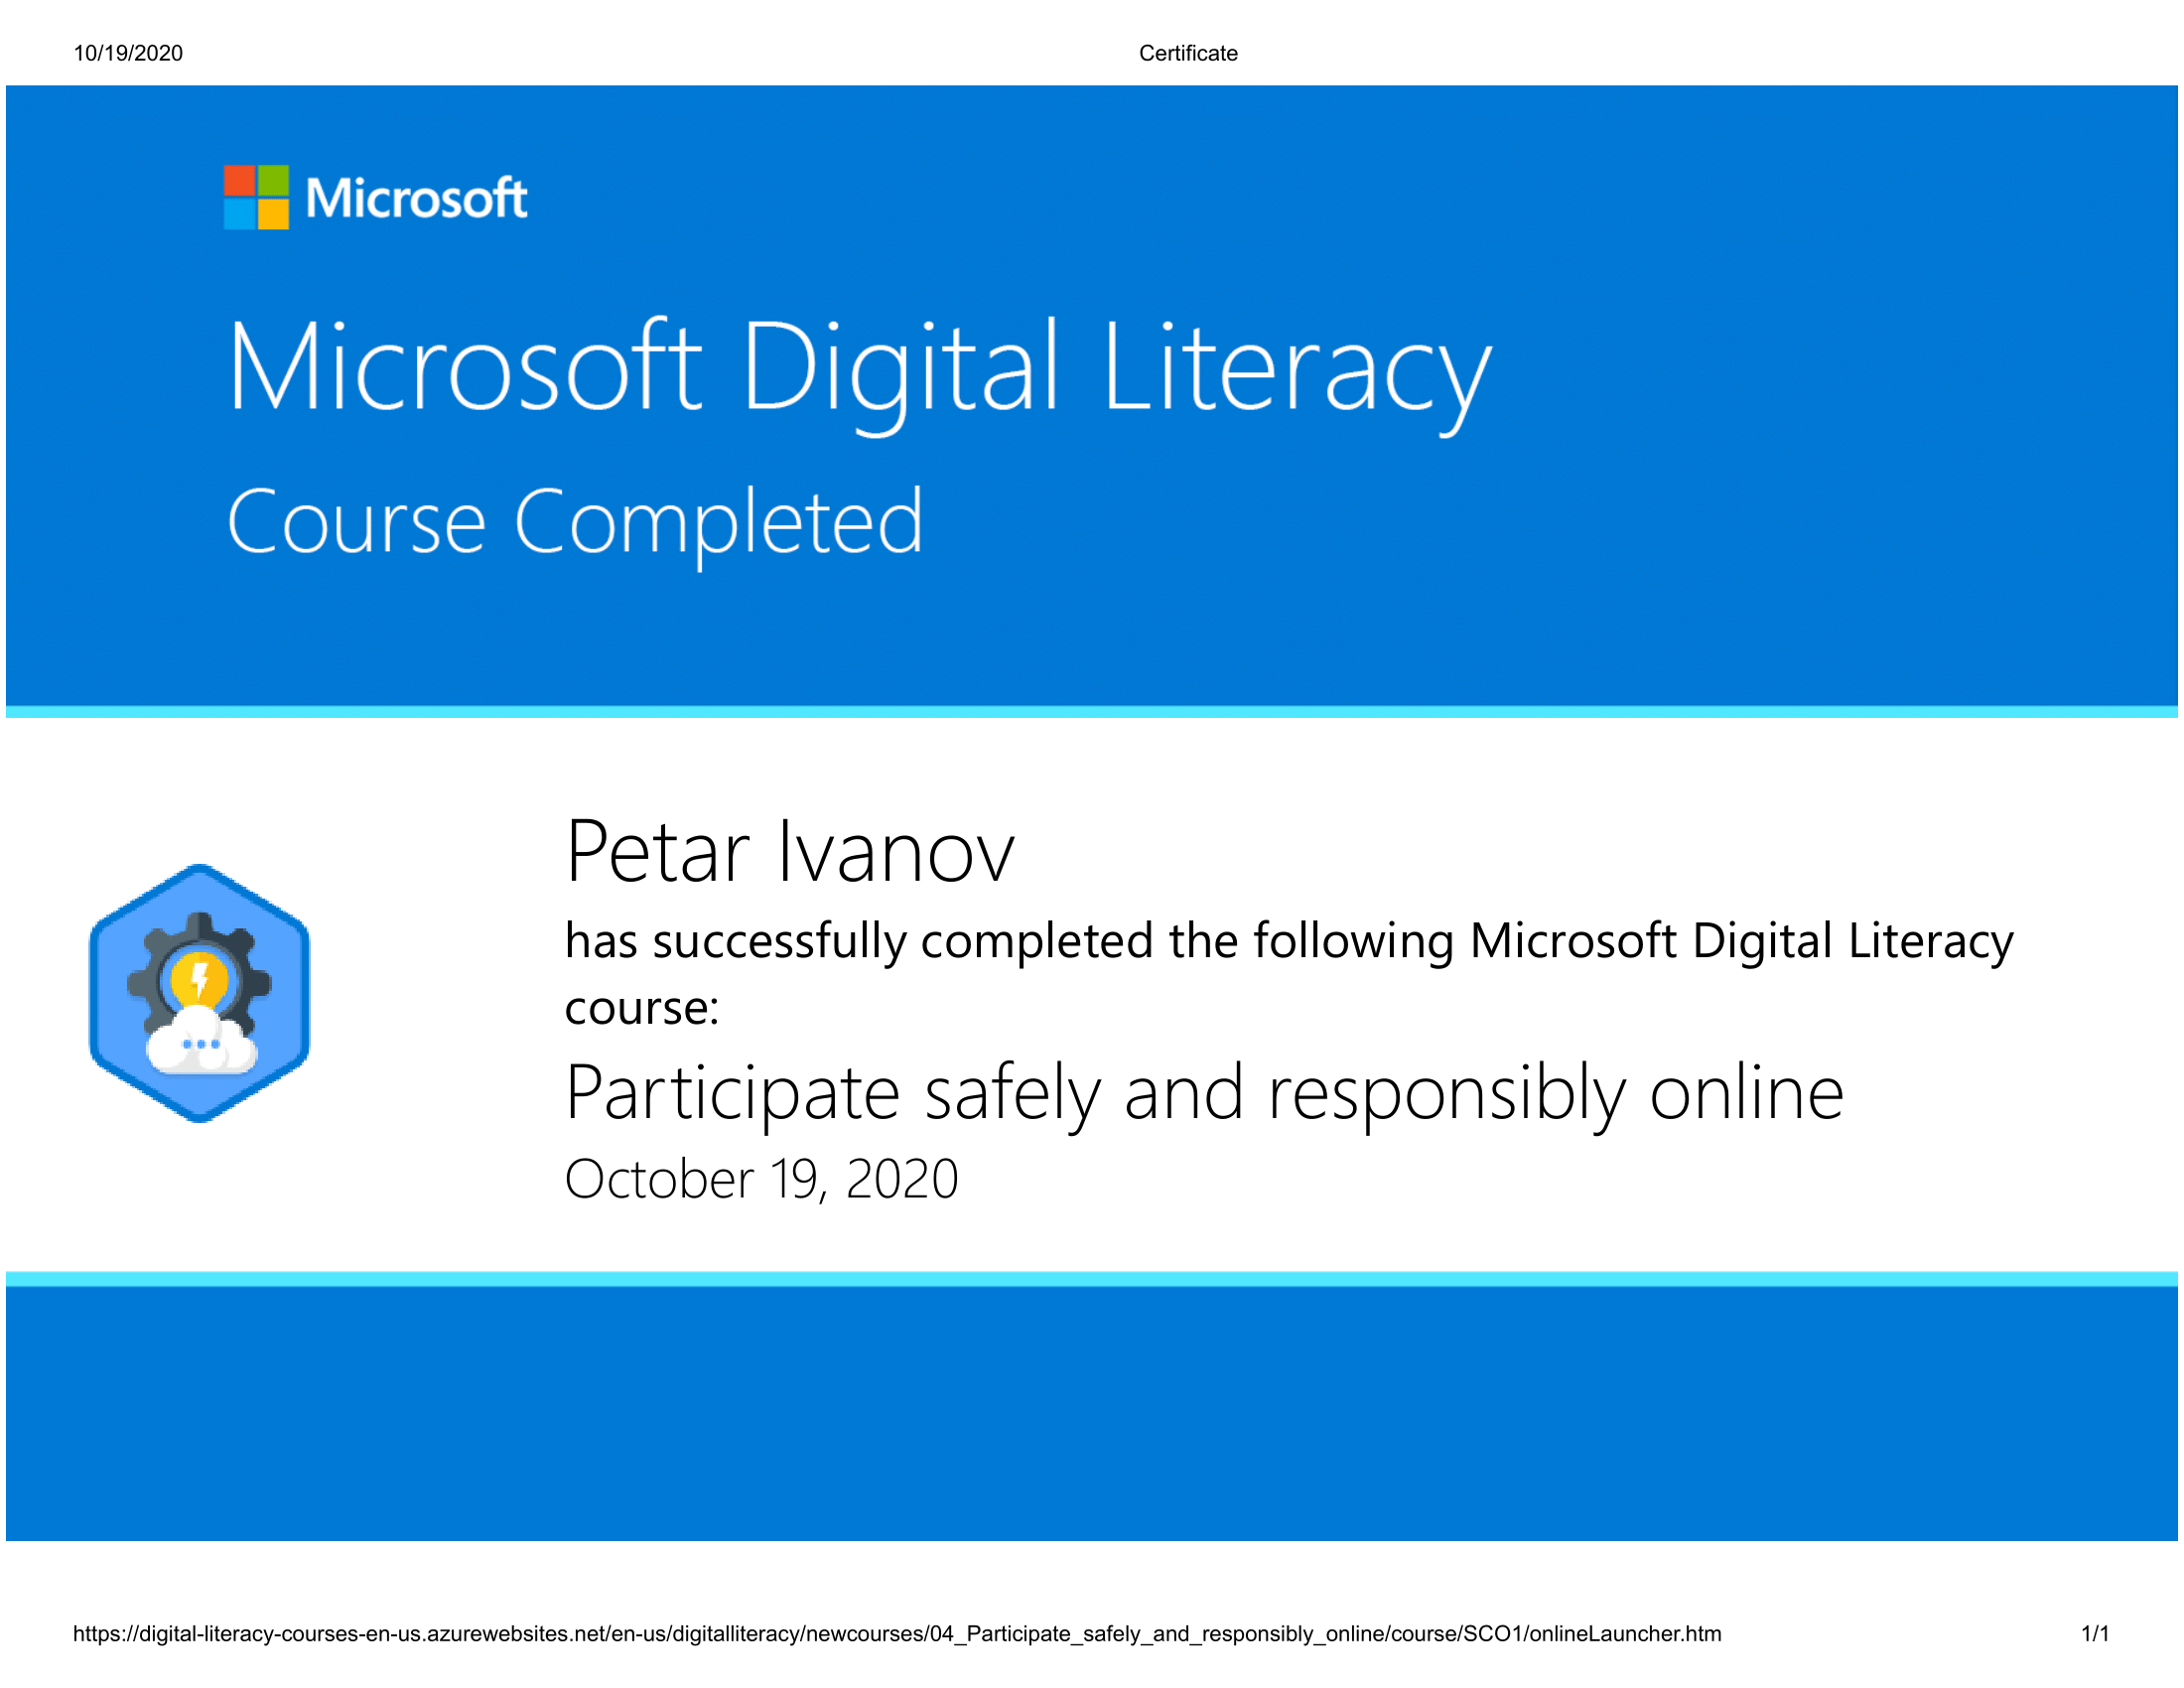 10/19/2020 Certificate
Microsoft
Microsoft Digital Literacy
Course Completed
Petar Ivanov
has successfully completed the following Microsoft Digital Literacy
course:
Participate safely and responsibly online
October 19, 2020
https://digital-literacy-courses-en-us.azurewebsites.net/en-us/digitalliteracy/newcourses/04_Participate_safely_and_responsibly_online/course/SCO1/onlineLauncher.htm 1/1